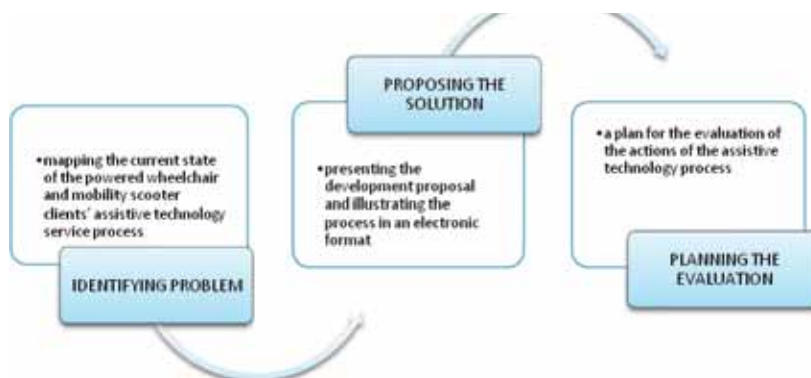 •mapping the current state
of the powered wheelchair
and mobility scooter
clients' assistive technology
service process
IDENTIFYING PROBLEM
PROPOSING THE
SOLUTION
•presenting the
development proposal
and illustrating the
process in an electronic
format
•a plan for the evaluation of
the actions of the assistive
technology process
PLANNING THE
EVALUATION